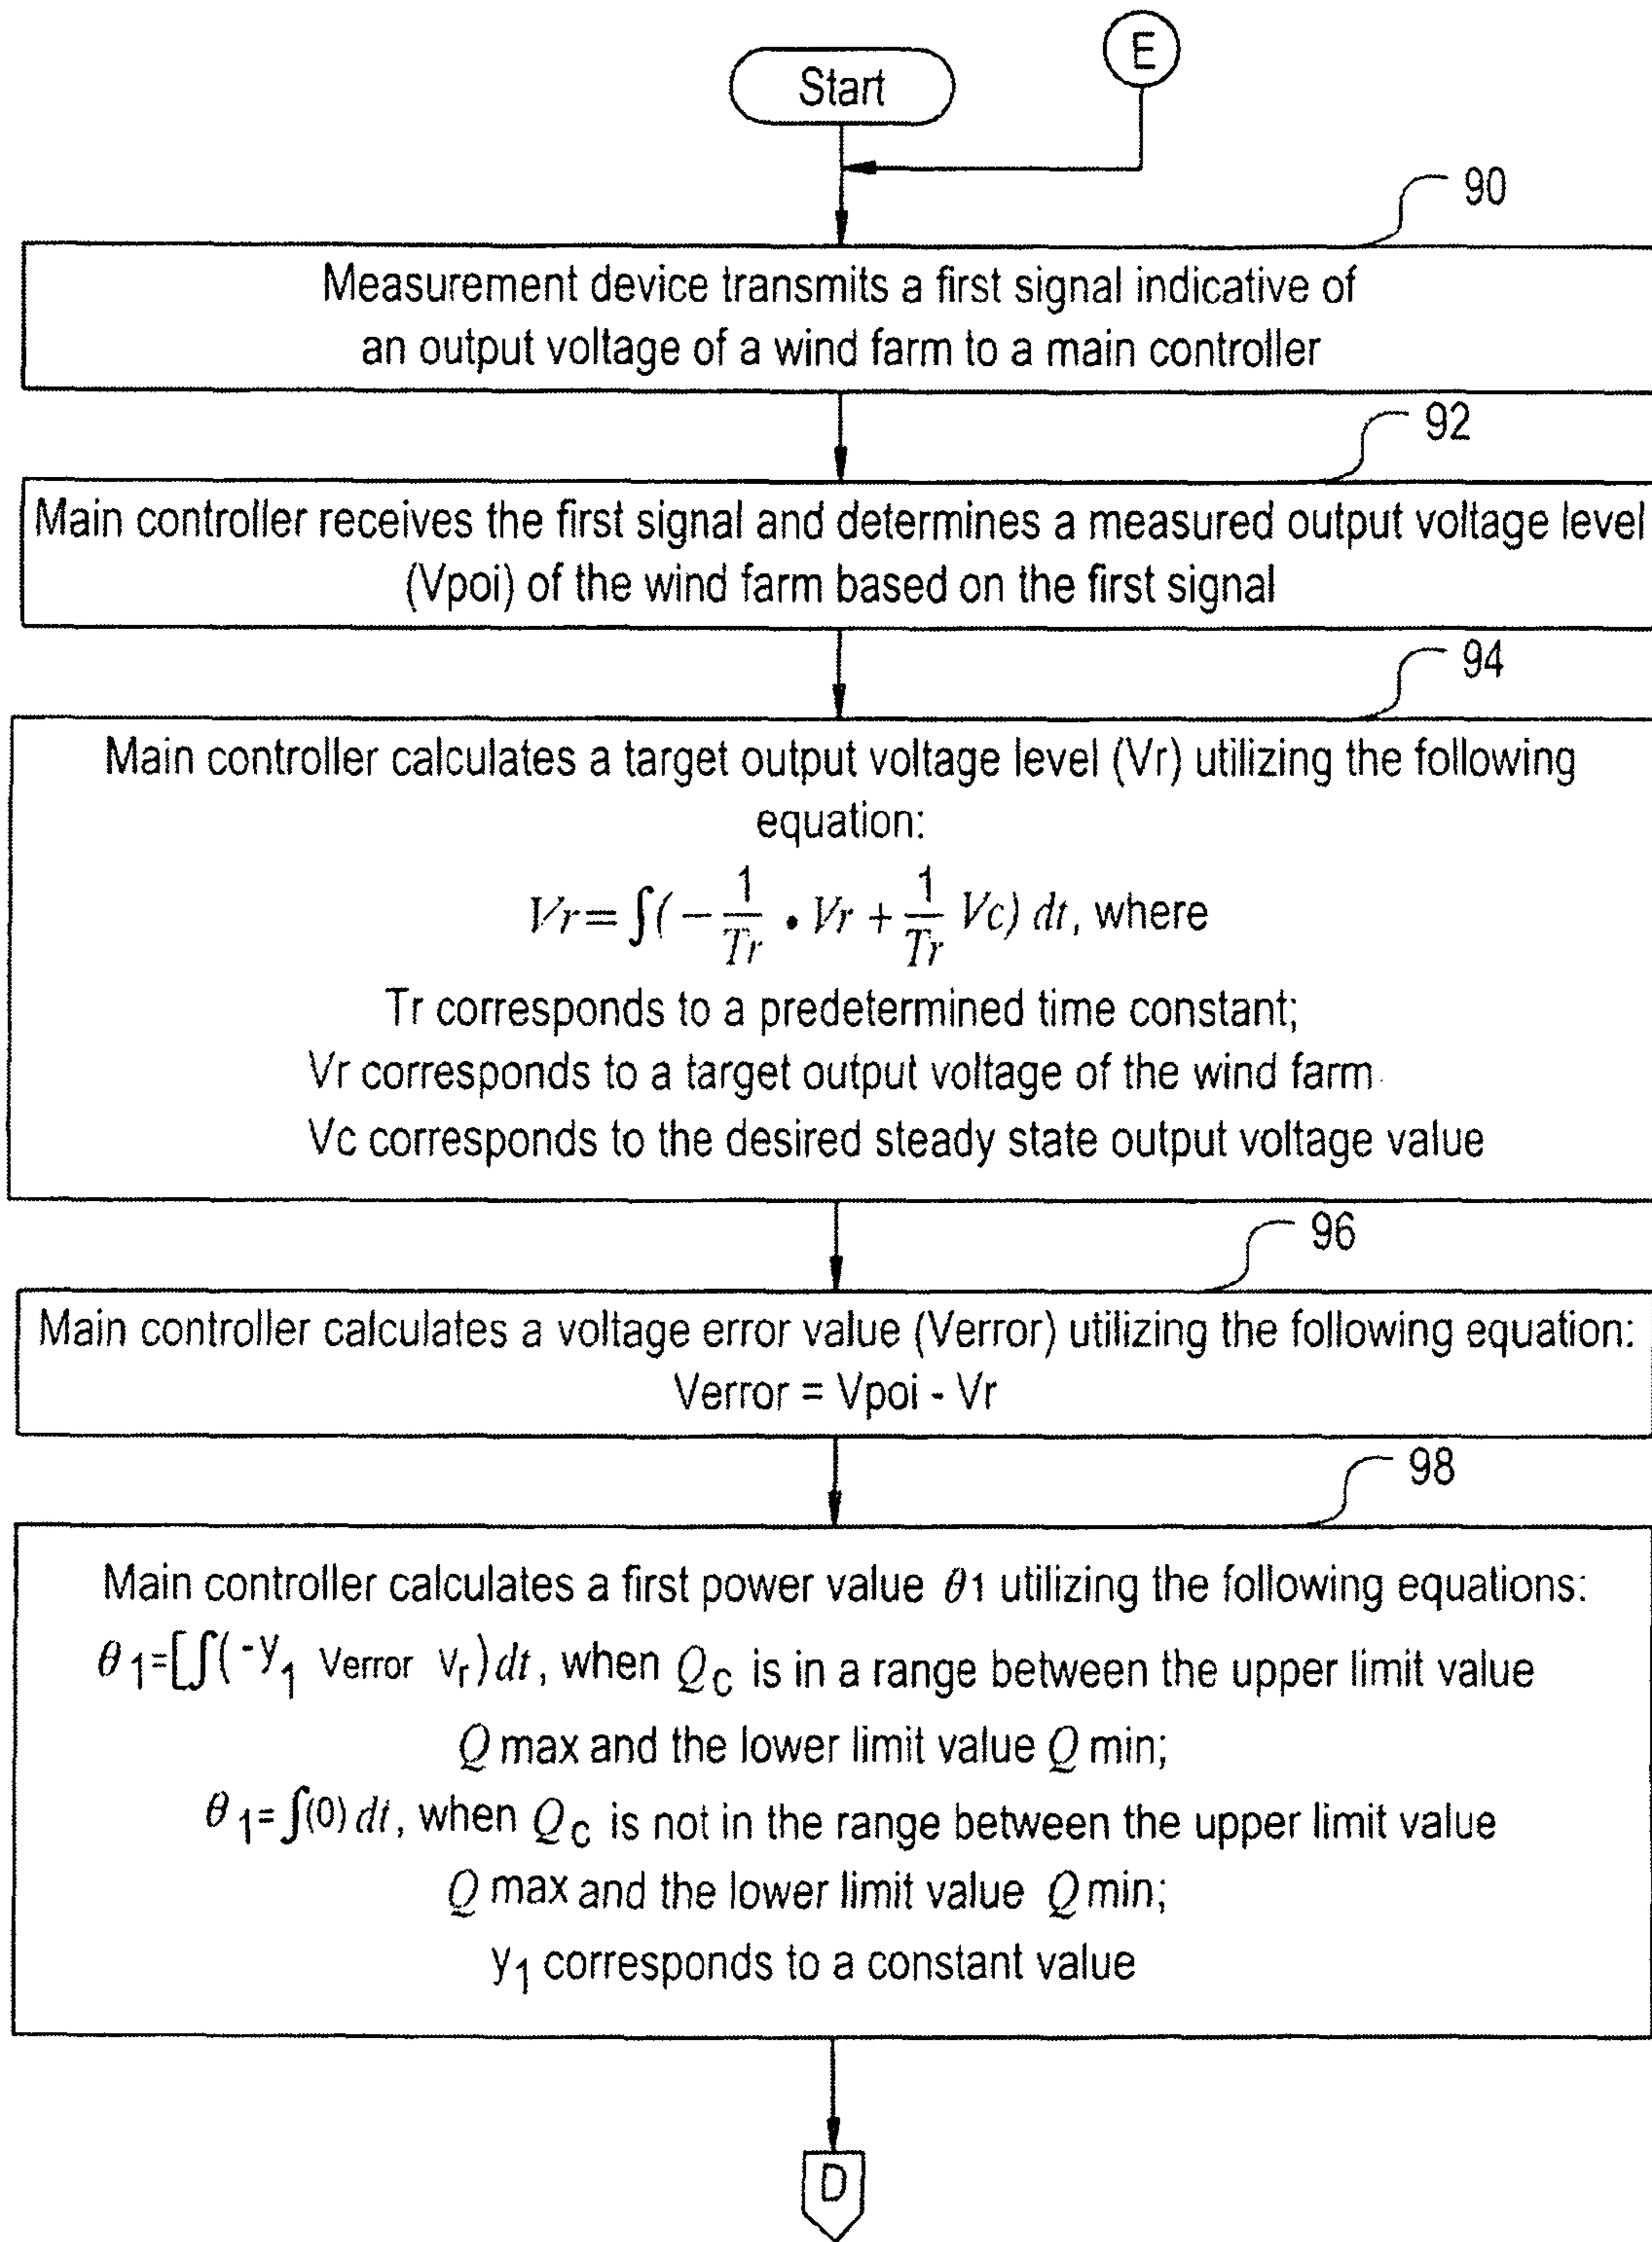 Start
E
90
Measurement device transmits a first signal indicative of
an output voltage of a wind farm to a main controller
92
Main controller receives the first signal and determines a measured output voltage level
(Vpoi) of the wind farm based on the first signal
94
Main controller calculates a target output voltage level (Vr) utilizing the following
equation:
Vr = ∫(-1/Tr • Vr + 1/Tr Vc) dt, where
Tr corresponds to a predetermined time constant;
Vr corresponds to a target output voltage of the wind farm
Vc corresponds to the desired steady state output voltage value
96
Main controller calculates a voltage error value (Verror) utilizing the following equation:
Verror = Vpoi - Vr
98
Main controller calculates a first power value θ1 utilizing the following equations:
θ1=[∫(-y1 Verror vr)dt, when Qc is in a range between the upper limit value
Q max and the lower limit value Q min;
θ1=∫(0) dt, when Qc is not in the range between the upper limit value
Q max and the lower limit value Q min;
y1 corresponds to a constant value
D